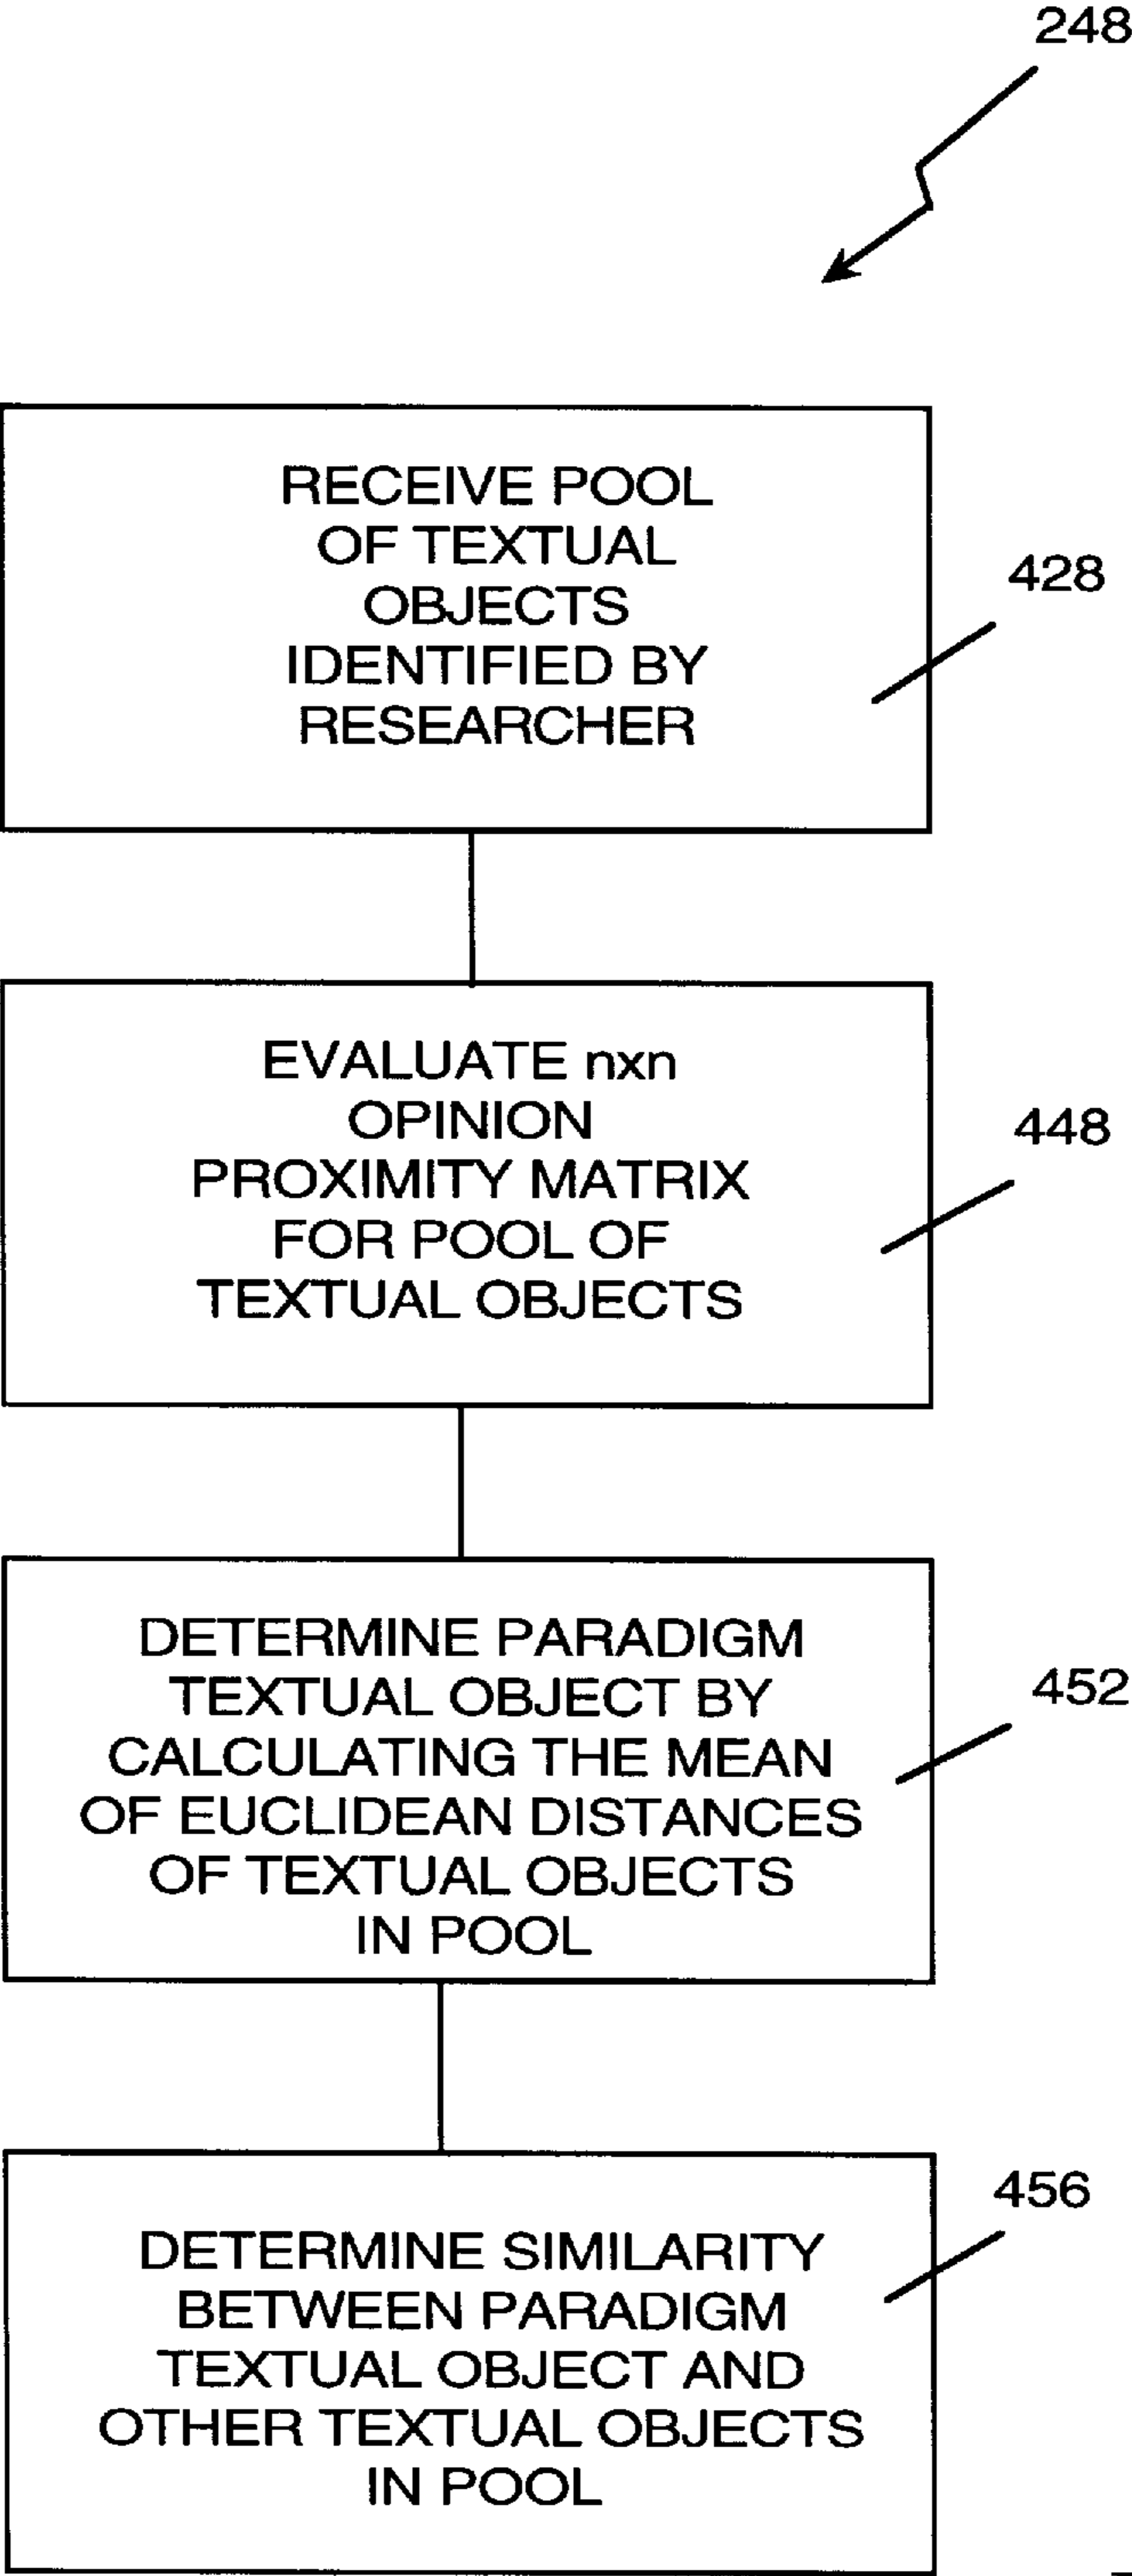 248
RECEIVE POOL
OF TEXTUAL
OBJECTS
IDENTIFIED BY
RESEARCHER
428
EVALUATE nxn
OPINION
PROXIMITY MATRIX
FOR POOL OF
TEXTUAL OBJECTS
448
DETERMINE PARADIGM
TEXTUAL OBJECT BY
CALCULATING THE MEAN
OF EUCLIDEAN DISTANCES
OF TEXTUAL OBJECTS
IN POOL
452
DETERMINE SIMILARITY
BETWEEN PARADIGM
TEXTUAL OBJECT AND
OTHER TEXTUAL OBJECTS
IN POOL
456